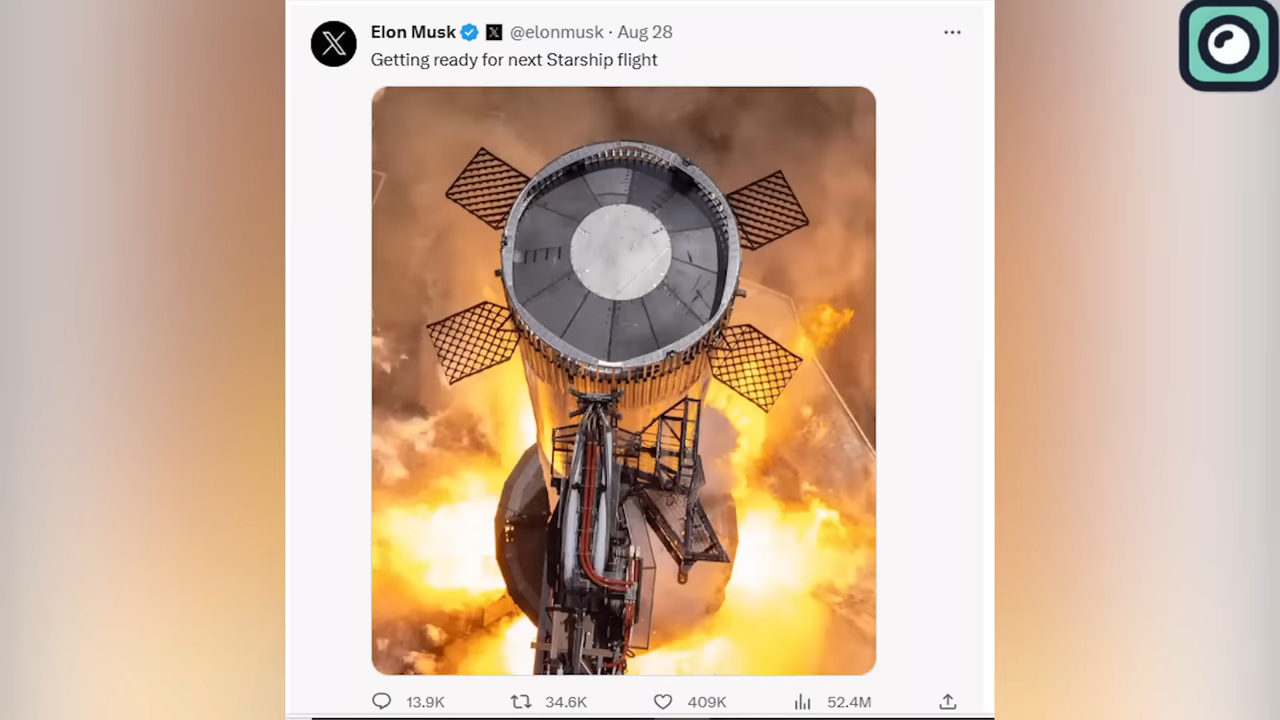 Elon Musk @elonmusk · Aug 28
Getting ready for next Starship flight
13.9K 34.6K 409K 52.4M